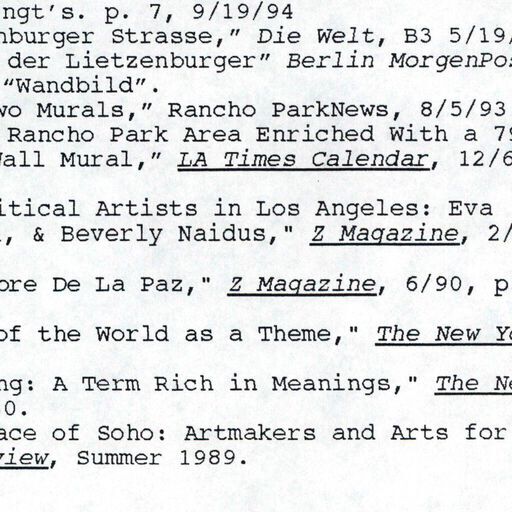 ngt's. p. 7, 9/19/94
nburger Strasse,” Die Welt, B3 5/19/
der Lietzenburger” Berlin MorgenPos
“Wandbild”.
wo Murals,” Rancho ParkNews, 8/5/93
Rancho Park Area Enriched With a 79
Wall Mural,” LA Times Calendar, 12/6
itical Artists in Los Angeles: Eva
, & Beverly Naidus," Z Magazine, 2/
ore De La Paz," Z Magazine, 6/90, p
of the World as a Theme," The New Yo
ng: A Term Rich in Meanings," The Ne
0.
ace of Soho: Artmakers and Arts for
view, Summer 1989.